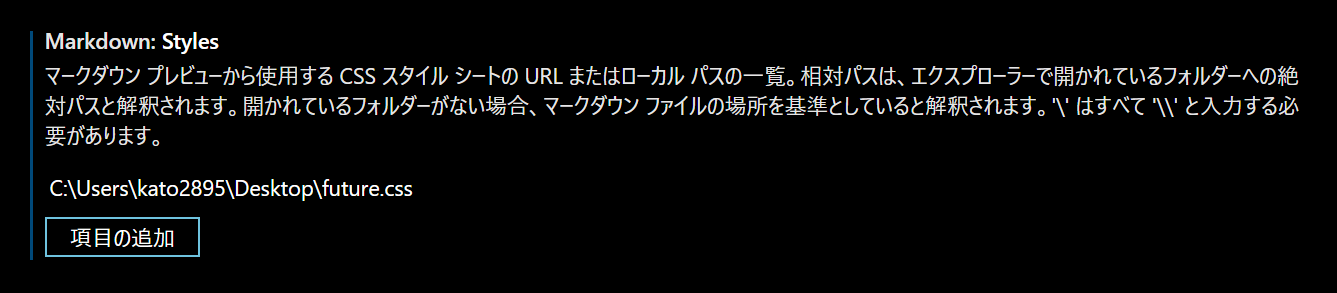 Markdown: Styles
マークダウン プレビューから使用する CSS スタイル シートの URL またはローカル パスの一覧。相対パスは、エクスプローラーで開かれているフォルダーへの絶
対パスと解釈されます。開かれているフォルダーがない場合、マークダウン ファイルの場所を基準としていると解釈されます。'\' はすべて '\\' と入力する必
要があります。
C:\Users\kato2895\Desktop\future.css
項目の追加